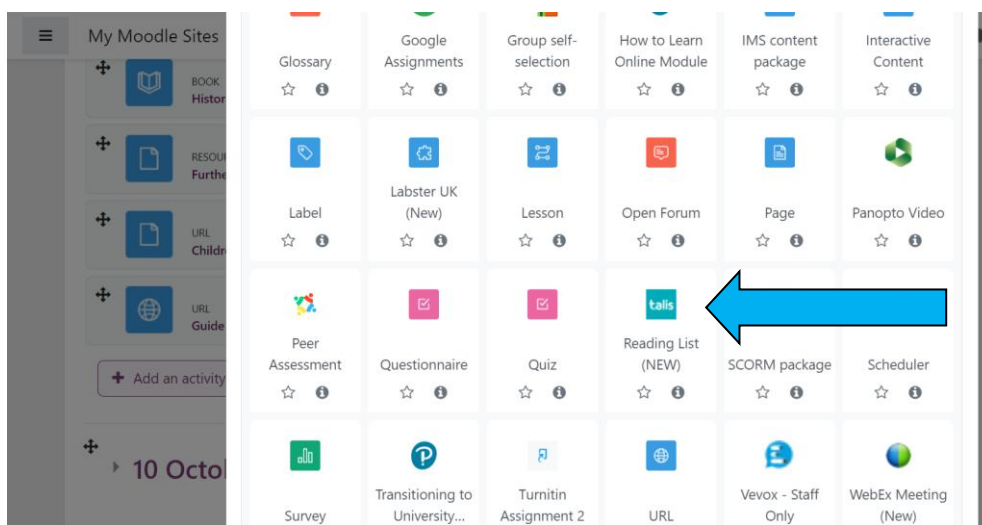 My Moodle Sites
BOOK
Histor
RESOU
Furthe
URL
Childr
URL
Guide
+ Add an activity
10 Octo
Glossary
Google
Assignments
Group self-
selection
How to Learn
Online Module
IMS content
package
Interactive
Content
Label
Labster UK
(New)
Lesson
Open Forum
Page
Panopto Video
Peer
Assessment
Questionnaire
Quiz
talis
Reading List
(NEW)
SCORM package
Scheduler
Survey
Transitioning to
University...
Turnitin
Assignment 2
URL
Vevox - Staff
Only
WebEx Meeting
(New)